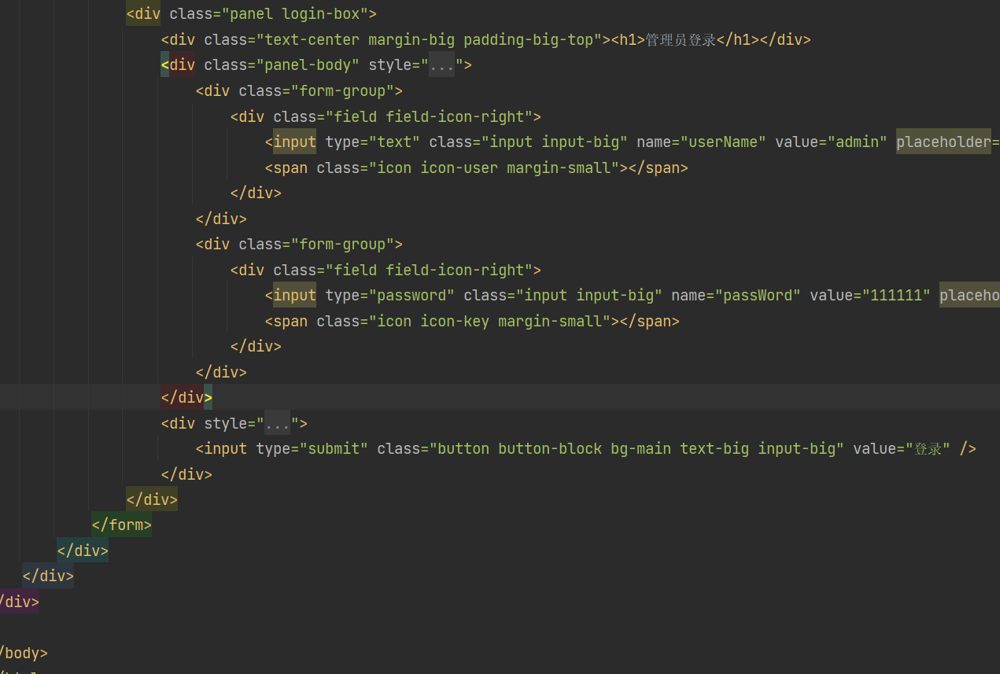 <div class="panel login-box">
<div class="text-center margin-big padding-big-top"><h1>管理员登录</h1></div>
<div class="panel-body" style="...">
<div class="form-group">
<div class="field field-icon-right">
<input type="text" class="input input-big" name="userName" value="admin" placeholder=
<span class="icon icon-user margin-small"></span>
</div>
</div>
<div class="form-group">
<div class="field field-icon-right">
<input type="password" class="input input-big" name="passWord" value="111111" placeho
<span class="icon icon-key margin-small"></span>
</div>
</div>
</div>
<div style="...">
<input type="submit" class="button button-block bg-main text-big input-big" value="登录" />
</div>
</div>
</form>
</div>
</div>
/div>
/body>